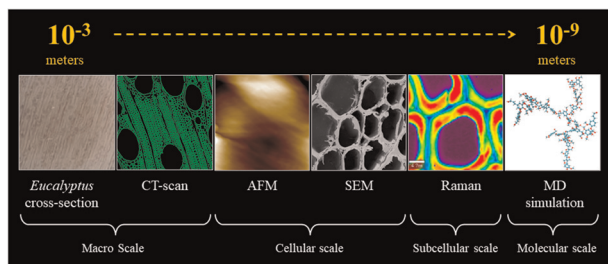 10⁻³
meters
10⁻⁹
meters
Eucalyptus
cross-section
CT-scan
AFM
SEM
Raman
MD
simulation
Macro Scale
Cellular scale
Subcellular scale
Molecular scale